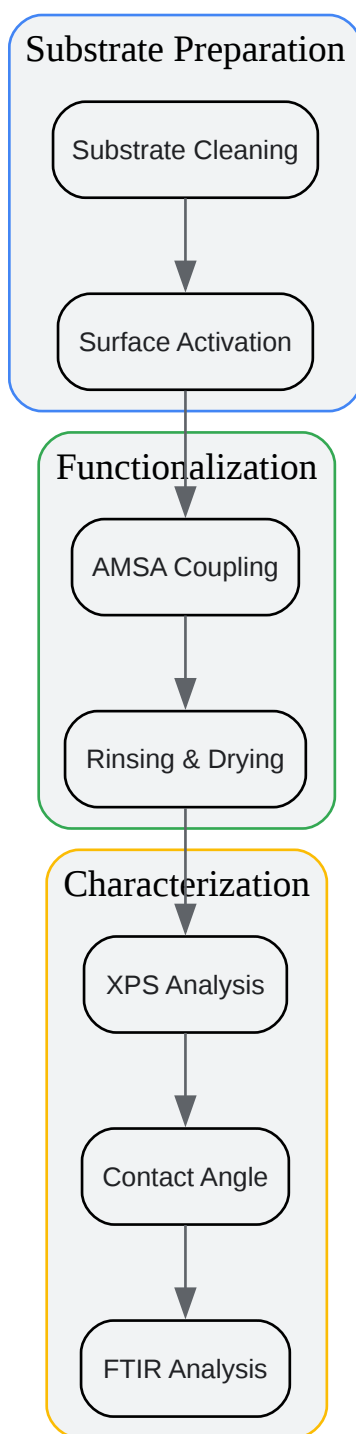 Substrate Preparation
Substrate Cleaning
Surface Activation
Functionalization
AMSA Coupling
Rinsing & Drying
Characterization
XPS Analysis
Contact Angle
FTIR Analysis